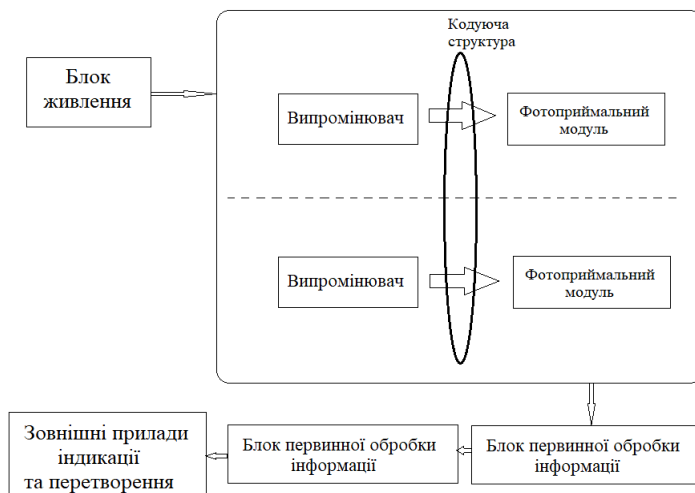 Кодуюча
структура
Блок
живлення
Випромінювач
Фотоприймальний
модуль
Випромінювач
Фотоприймальний
модуль
Зовнішні прилади
індикації
та перетворення
Блок первинної обробки
інформації
Блок первинної обробки
інформації